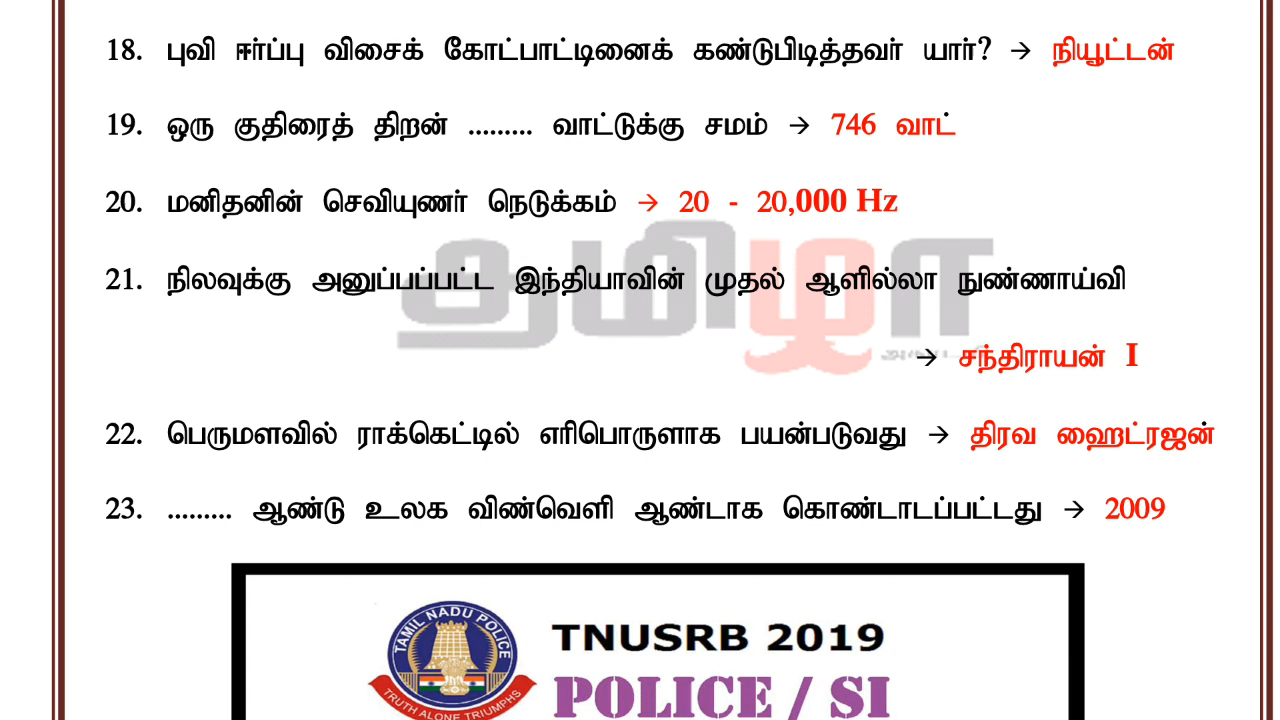 18. புவி ஈர்ப்பு விசைக் கோட்பாட்டினைக் கண்டுபிடித்தவர் யார்? → நியூட்டன்
19. ஒரு குதிரைத் திறன் ......... வாட்டுக்கு சமம் → 746 வாட்
20. மனிதனின் செவியுணர் நெடுக்கம் → 20 - 20,000 Hz
தமிழா
21. நிலவுக்கு அனுப்பப்பட்ட இந்தியாவின் முதல் ஆளில்லா நுண்ணாய்வி
→ சந்திராயன் I
22. பெருமளவில் ராக்கெட்டில் எரிபொருளாக பயன்படுவது → திரவ ஹைட்ரஜன்
23. ......... ஆண்டு உலக விண்வெளி ஆண்டாக கொண்டாடப்பட்டது → 2009
TAMIL NADU POLICE
TRUTH ALONE TRIUMPHS
TNUSRB 2019
POLICE / SI